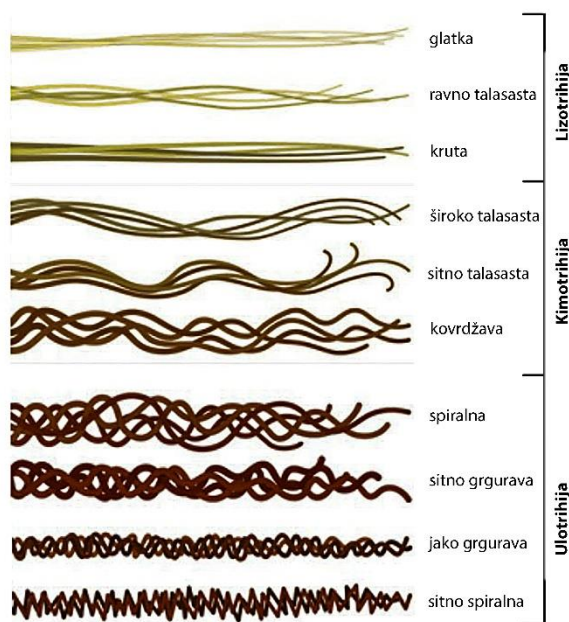 glatka
ravno talasasta
kruta
Lizotrihija
široko talasasta
sitno talasasta
kovrdžava
Kimotrihija
spiralna
sitno grgurava
jako grgurava
sitno spiralna
Ulotrihija